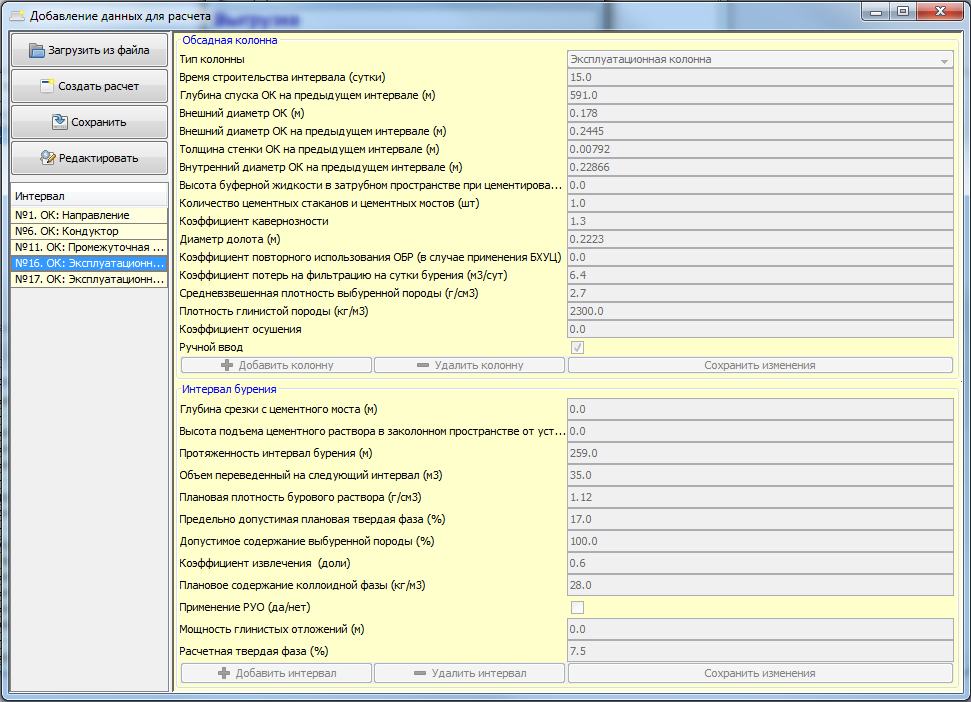 Выгрузка
Добавление данных для расчета
Загрузить из файла
Создать расчет
Сохранить
Редактировать
Интервал
№1. ОК: Направление
№6. ОК: Кондуктор
№11. ОК: Промежуточная ...
№16. ОК: Эксплуатационн...
№17. ОК: Эксплуатационн...
Обсадная колонна
Тип колонны Эксплуатационная колонна
Время строительства интервала (сутки) 15.0
Глубина спуска ОК на предыдущем интервале (м) 591.0
Внешний диаметр ОК (м) 0.178
Внешний диаметр ОК на предыдущем интервале (м) 0.2445
Толщина стенки ОК на предыдущем интервале (м) 0.00792
Внутренний диаметр ОК на предыдущем интервале (м) 0.22866
Высота буферной жидкости в затрубном пространстве при цементирова... 0.0
Количество цементных стаканов и цементных мостов (шт) 1.0
Коэффициент кавернозности 1.3
Диаметр долота (м) 0.2223
Коэффициент повторного использования ОБР (в случае применения БХУЦ) 0.0
Коэффициент потерь на фильтрацию на сутки бурения (м3/сут) 6.4
Средневзвешенная плотность выбуренной породы (г/см3) 2.7
Плотность глинистой породы (кг/м3) 2300.0
Коэффициент осушения 0.0
Ручной ввод
Добавить колонну Удалить колонну Сохранить изменения
Интервал бурения
Глубина срезки с цементного моста (м) 0.0
Высота подъема цементного раствора в заколонном пространстве от уст... 0.0
Протяженность интервал бурения (м) 259.0
Объем переведенный на следующий интервал (м3) 35.0
Плановая плотность бурового раствора (г/см3) 1.12
Предельно допустимая плановая твердая фаза (%) 17.0
Допустимое содержание выбуренной породы (%) 100.0
Коэффициент извлечения (доли) 0.6
Плановое содержание коллоидной фазы (кг/м3) 28.0
Применение РУО (да/нет)
Мощность глинистых отложений (м) 0.0
Расчетная твердая фаза (%) 7.5
Добавить интервал Удалить интервал Сохранить изменения